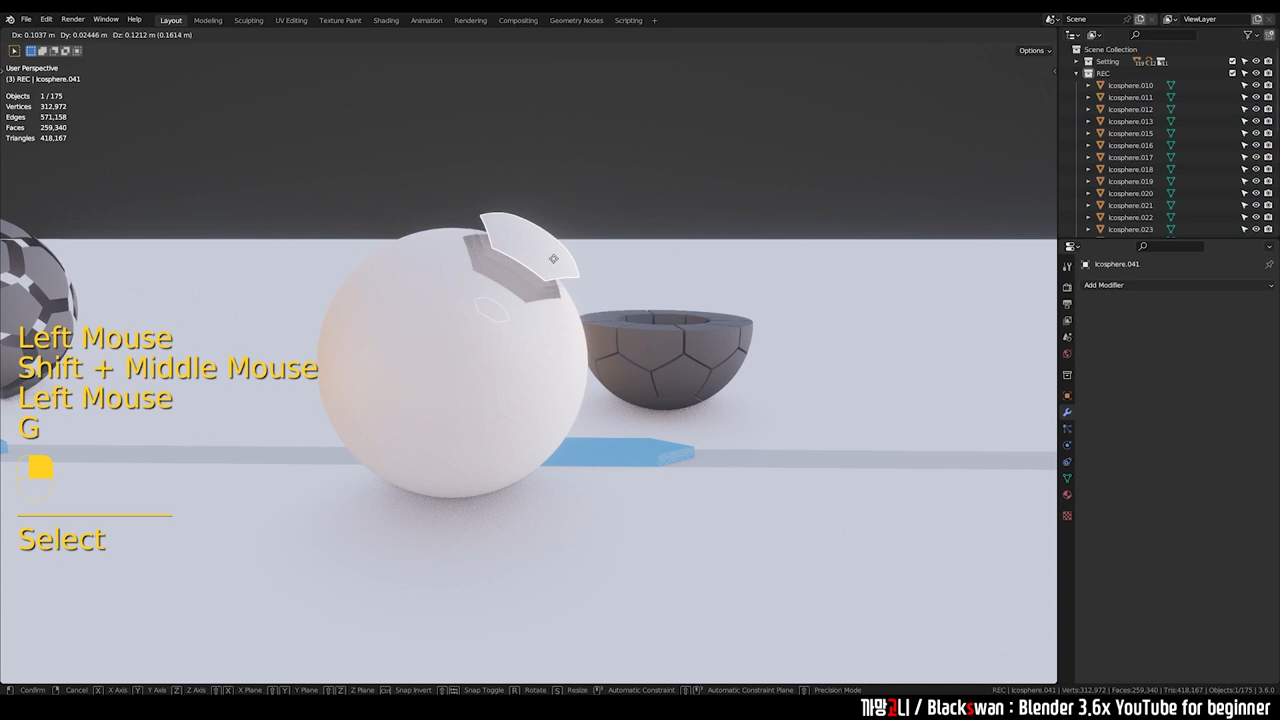 File Edit Render Window Help Layout Modeling Sculpting UV Editing Texture Paint Shading Animation Rendering Compositing Geometry Nodes Scripting + Scene ViewLayer
Dx: 0.1037 m Dy: 0.02446 m Dz: 0.1212 m (0.1614 m)
Options
User Perspective
(3) REC | Icosphere.041
Objects 1 / 175
Vertices 312,972
Edges 571,158
Faces 259,340
Triangles 418,167
Scene Collection
Setting
REC
Icosphere.010
Icosphere.011
Icosphere.012
Icosphere.013
Icosphere.015
Icosphere.016
Icosphere.017
Icosphere.018
Icosphere.019
Icosphere.020
Icosphere.021
Icosphere.022
Icosphere.023
Icosphere.041
Add Modifier
Left Mouse
Shift + Middle Mouse
Left Mouse
G
Select
Confirm Cancel X X Axis Y Y Axis Z Z Axis X X Plane Y Y Plane Z Z Plane Snap Invert Snap Toggle R Rotate S Resize Automatic Constraint Automatic Constraint Plane Precision Mode
REC | Icosphere.041 | Verts:312,972 | Faces:259,340 | Tris:418,167 | Objects:1/175 | 3.6.0
까망고니 / Blackswan : Blender 3.6x YouTube for beginner